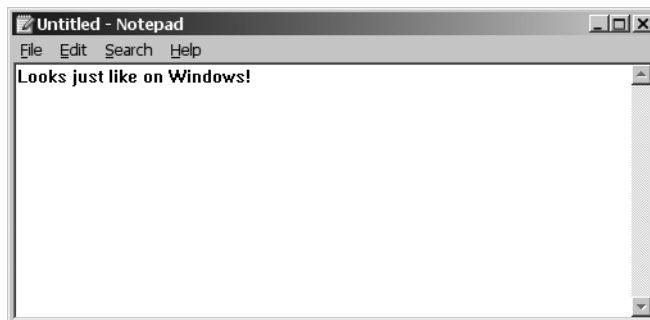 Untitled - Notepad
File Edit Search Help
Looks just like on Windows!